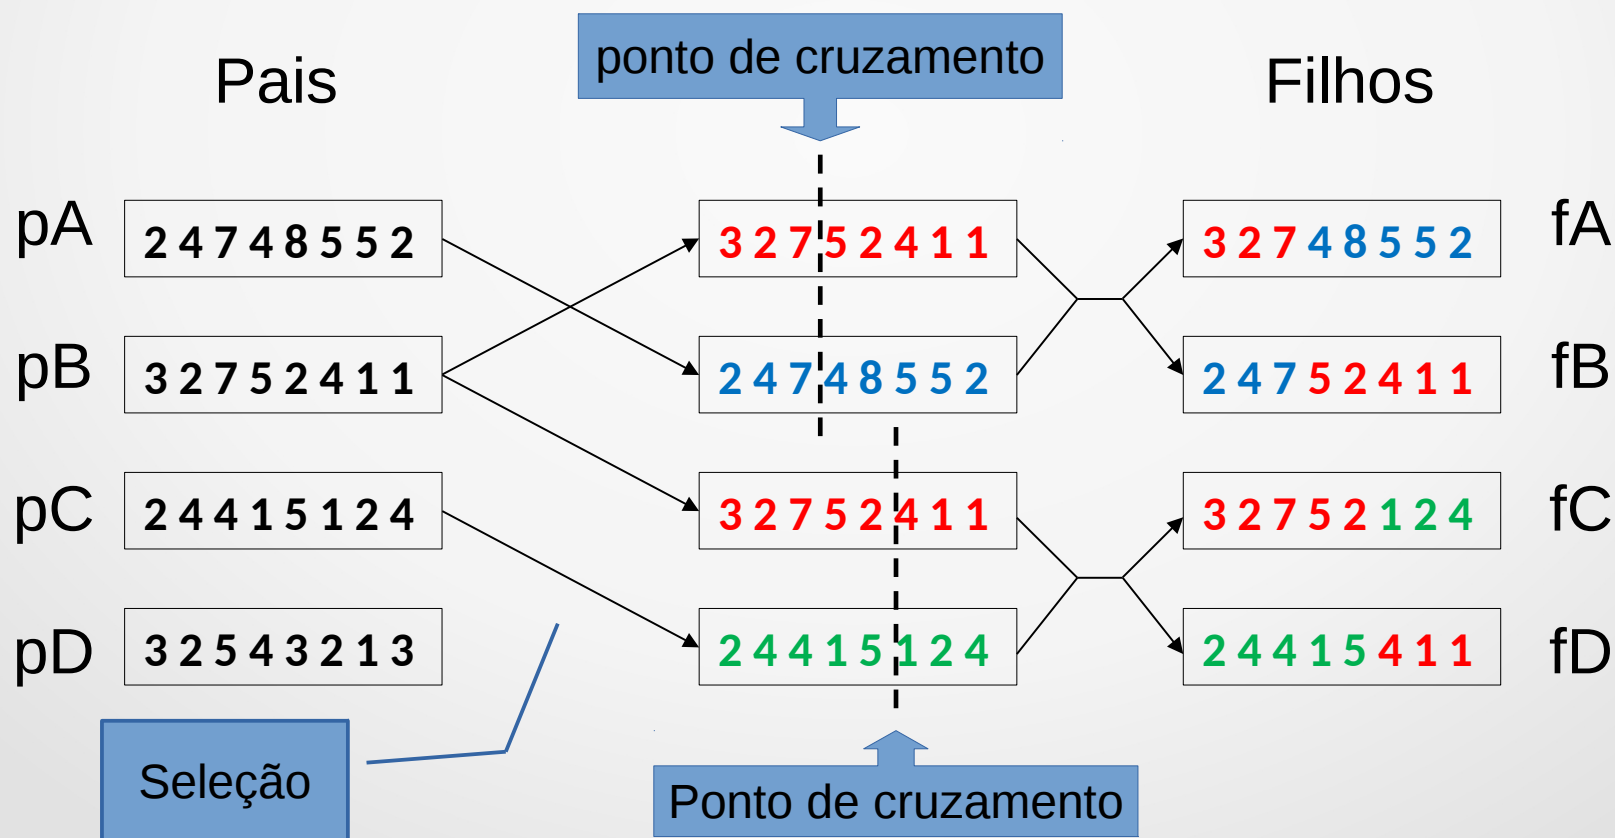 ponto de cruzamento
Pais
Filhos
pA
2 4 7 4 8 5 5 2
3 2 7 5 2 4 1 1
3 2 7 4 8 5 5 2
fA
pB
3 2 7 5 2 4 1 1
2 4 7 4 8 5 5 2
2 4 7 5 2 4 1 1
fB
pC
2 4 4 1 5 1 2 4
3 2 7 5 2 4 1 1
3 2 7 5 2 1 2 4
fC
pD
3 2 5 4 3 2 1 3
2 4 4 1 5 1 2 4
2 4 4 1 5 4 1 1
fD
Seleção
Ponto de cruzamento